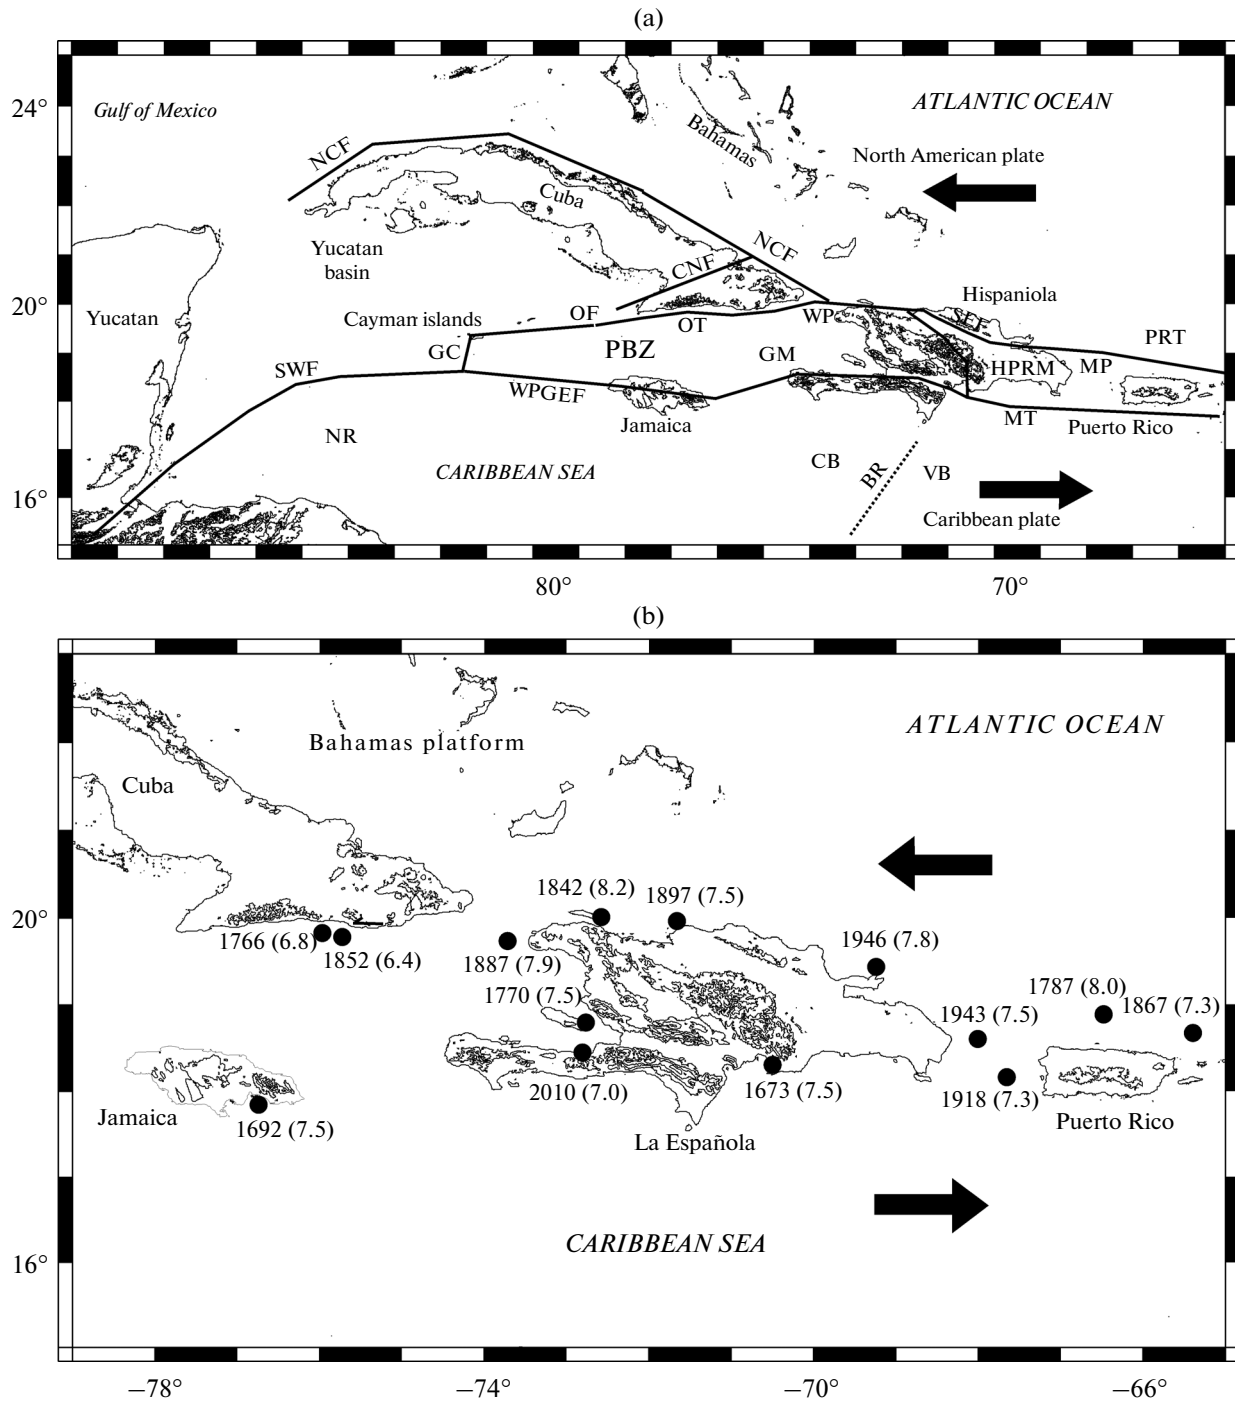 (a)
24°
Gulf of Mexico
ATLANTIC OCEAN
Bahamas
North American plate
NCF
Cuba
Yucatan
basin
NCF
CNF
20°
Hispaniola
Yucatan
Cayman islands
OF
OT
WP
SFF
PRT
GC
PBZ
GM
SWF
HPRM
MP
WPGEF
Jamaica
MT
Puerto Rico
NR
CARIBBEAN SEA
CB
BR
VB
16°
Caribbean plate
80°
70°
(b)
ATLANTIC OCEAN
Bahamas platform
Cuba
1842 (8.2)
1897 (7.5)
20°
1766 (6.8)
1852 (6.4)
1887 (7.9)
1946 (7.8)
1770 (7.5)
1787 (8.0)
1867 (7.3)
1943 (7.5)
2010 (7.0)
1673 (7.5)
1918 (7.3)
Jamaica
1692 (7.5)
La Española
Puerto Rico
CARIBBEAN SEA
16°
−78°
−74°
−70°
−66°